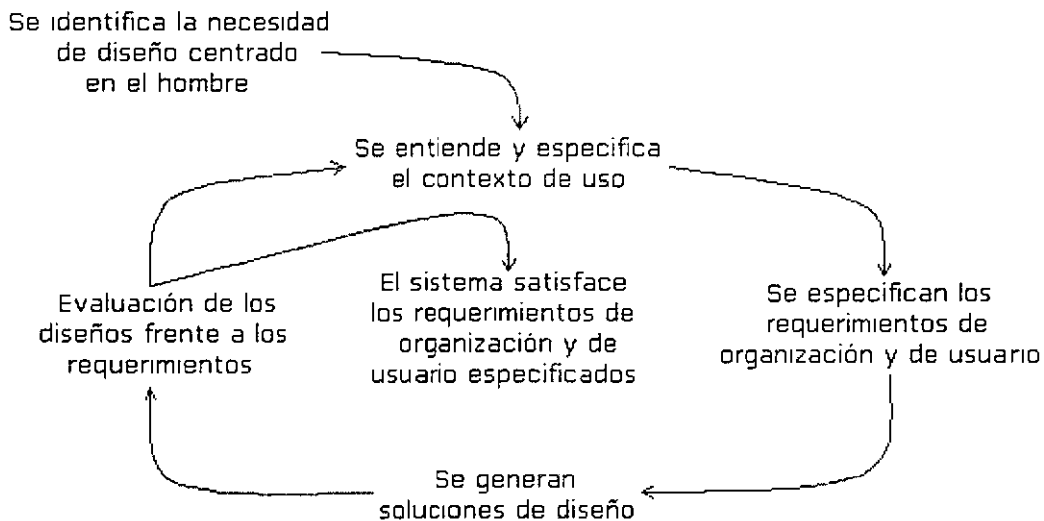 Se identifica la necesidad
de diseño centrado
en el hombre
Se entiende y especifica
el contexto de uso
Se especifican los
requerimientos de
organización y de usuario
Se generan
soluciones de diseño
Evaluación de los
diseños frente a los
requerimientos
El sistema satisface
los requerimientos de
organización y de
usuario especificados